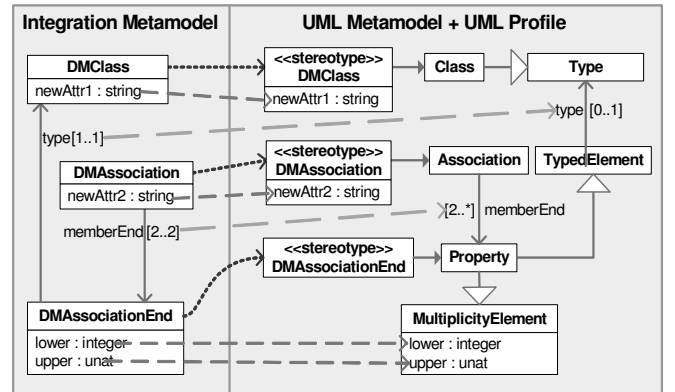 Integration Metamodel
UML Metamodel + UML Profile
DMClass
newAttr1 : string
<<stereotype>>
DMClass
newAttr1 : string
Class
Type
type[1..1]
type [0..1]
DMAssociation
newAttr2 : string
<<stereotype>>
DMAssociation
newAttr2 : string
Association
TypedElement
memberEnd [2..2]
[2..*] memberEnd
<<stereotype>>
DMAssociationEnd
Property
DMAssociationEnd
lower : integer
upper : unat
MultiplicityElement
lower : integer
upper : unat